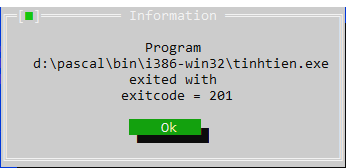 Information
Program
d:\pascal\bin\i386-win32\tinhtien.exe
exited with
exitcode = 201
Ok